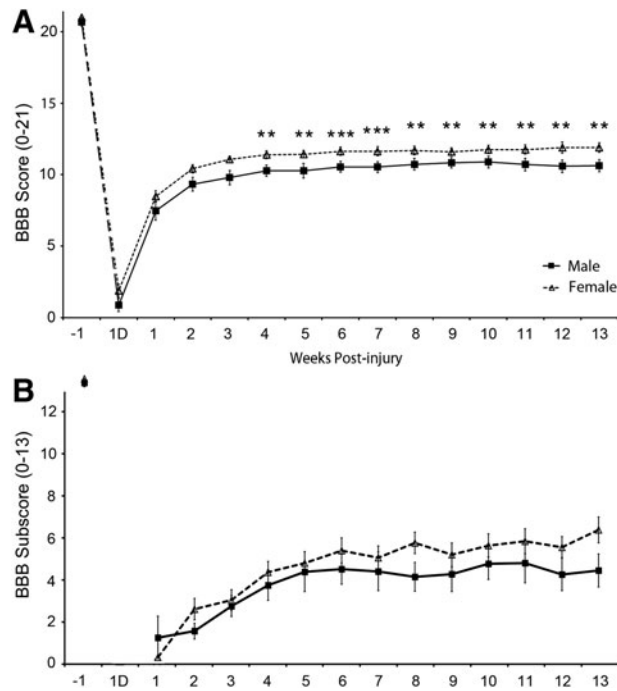 A
BBB Score (0-21)
20
15
10
5
0
** ** *** *** ** ** ** ** ** **
Male
Female
-1 1D 1 2 3 4 5 6 7 8 9 10 11 12 13
Weeks Post-injury
B
BBB Subscore (0-13)
12
10
8
6
4
2
0
-1 1D 1 2 3 4 5 6 7 8 9 10 11 12 13